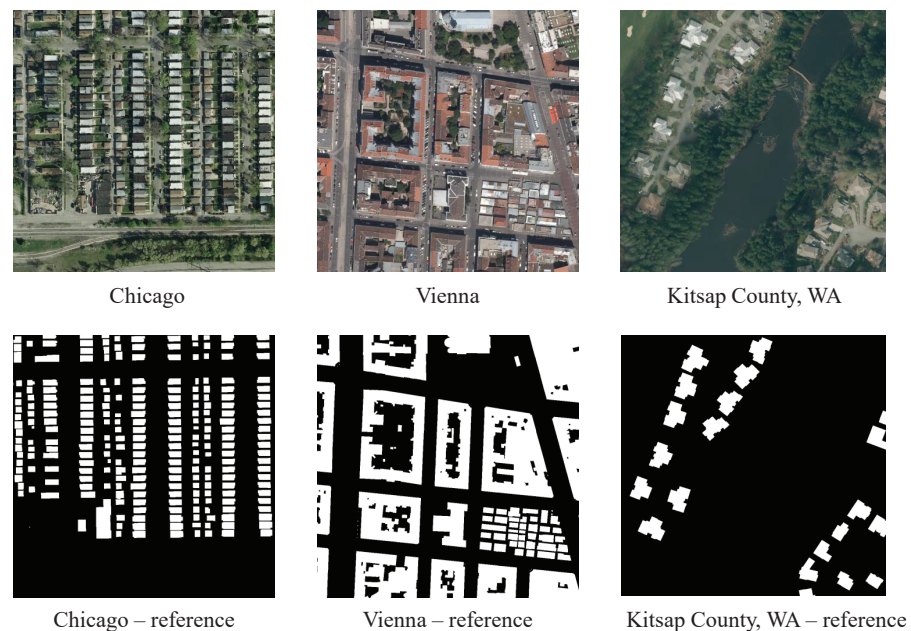 Chicago
Vienna
Kitsap County, WA
Chicago – reference
Vienna – reference
Kitsap County, WA – reference